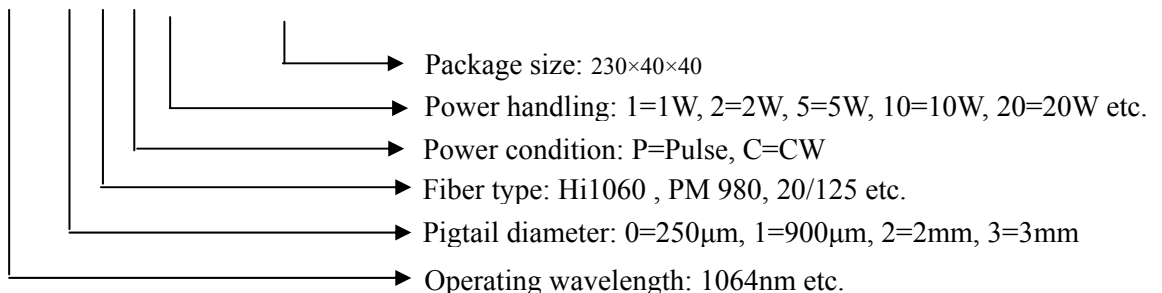 Package size: 230×40×40
Power handling: 1=1W, 2=2W, 5=5W, 10=10W, 20=20W etc.
Power condition: P=Pulse, C=CW
Fiber type: Hi1060 , PM 980, 20/125 etc.
Pigtail diameter: 0=250μm, 1=900μm, 2=2mm, 3=3mm
Operating wavelength: 1064nm etc.